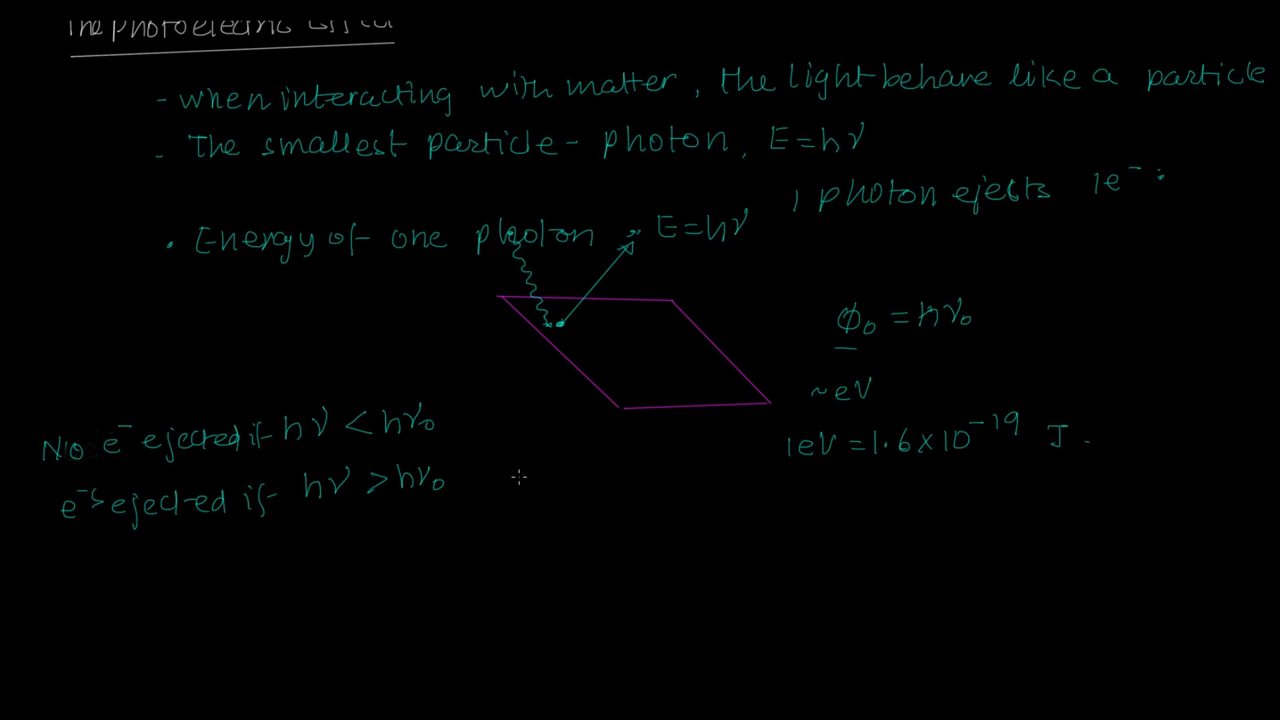 The photoelectric effect
- when interacting with matter, the light behave like a particle
- The smallest particle - photon, E=hν
1 photon ejects 1e⁻.
• Energy of one photon E=hν
ϕ₀ = hν₀
~eV
1eV = 1.6×10⁻¹⁹ J.
No e⁻ ejected if hν < hν₀
e⁻s ejected if hν > hν₀